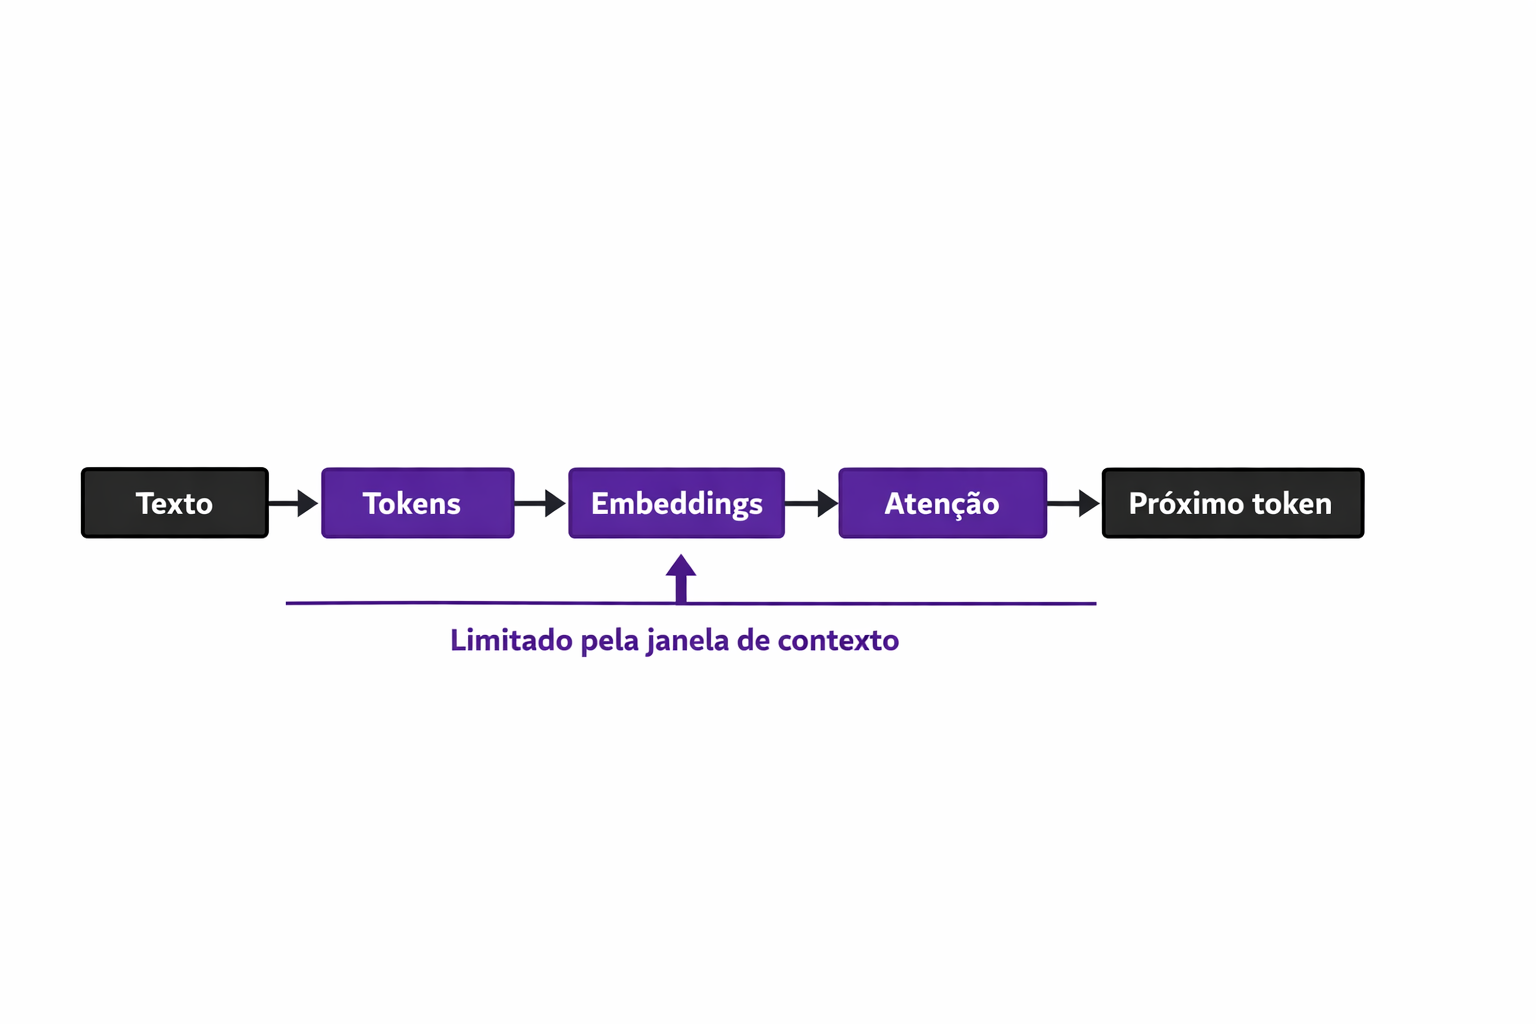 Texto
Tokens
Embeddings
Atenção
Próximo token
Limitado pela janela de contexto